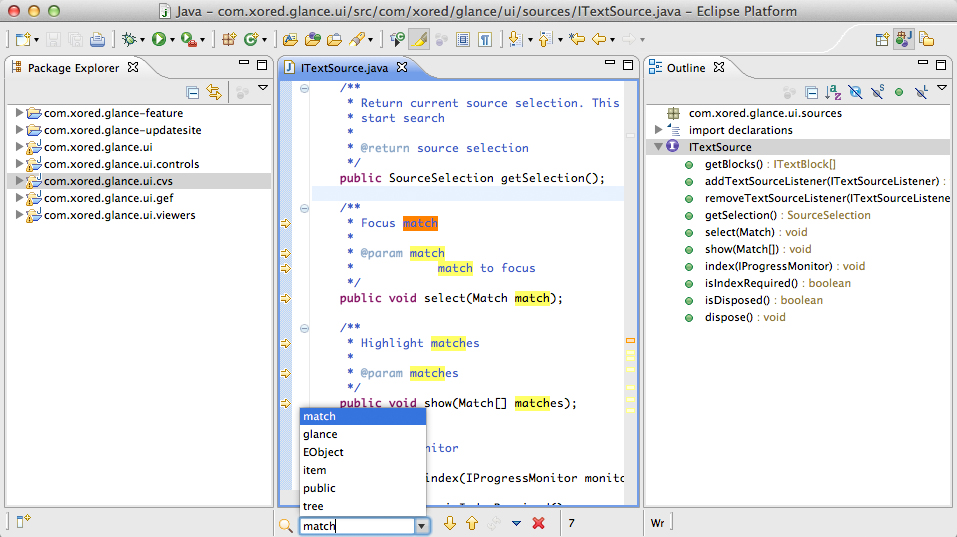 Java - com.xored.glance.ui/src/com/xored/glance/ui/sources/ITextSource.java - Eclipse Platform
Package Explorer
com.xored.glance-feature
com.xored.glance-updatesite
com.xored.glance.ui
com.xored.glance.ui.controls
com.xored.glance.ui.cvs
com.xored.glance.ui.gef
com.xored.glance.ui.viewers
ITextSource.java
/**
* Return current source selection. This
* start search
*
* @return source selection
*/
public SourceSelection getSelection();
/**
* Focus match
*
* @param match
* match to focus
*/
public void select(Match match);
/**
* Highlight matches
*
* @param matches
*/
public void show(Match[] matches);
nitor
index(IProgressMonitor monito
match
glance
EObject
item
public
tree
match
7
Wr
Outline
com.xored.glance.ui.sources
import declarations
ITextSource
getBlocks() : ITextBlock[]
addTextSourceListener(ITextSourceListener) :
removeTextSourceListener(ITextSourceListene
getSelection() : SourceSelection
select(Match) : void
show(Match[]) : void
index(IProgressMonitor) : void
isIndexRequired() : boolean
isDisposed() : boolean
dispose() : void